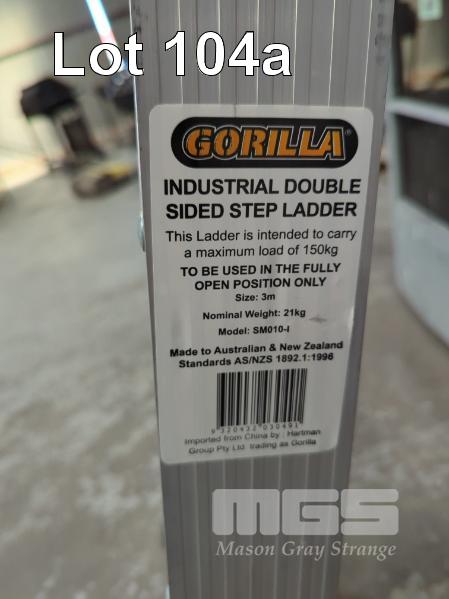 Lot 104a
GORILLA®
INDUSTRIAL DOUBLE
SIDED STEP LADDER
This Ladder is intended to carry
a maximum load of 150kg
TO BE USED IN THE FULLY
OPEN POSITION ONLY
Size: 3m
Nominal Weight: 21kg
Model: SM010-I
Made to Australian & New Zealand
Standards AS/NZS 1892.1:1996
9 320432 030491
Imported from China by : Hartman
Group Pty Ltd trading as Gorilla
MGS
Mason Gray Strange